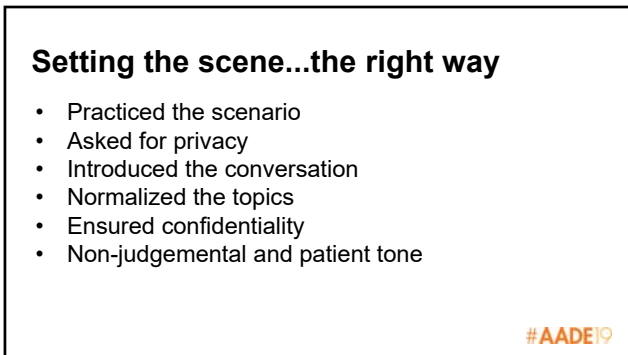 Setting the scene...the right way
• Practiced the scenario
• Asked for privacy
• Introduced the conversation
• Normalized the topics
• Ensured confidentiality
• Non-judgemental and patient tone
#AADE19